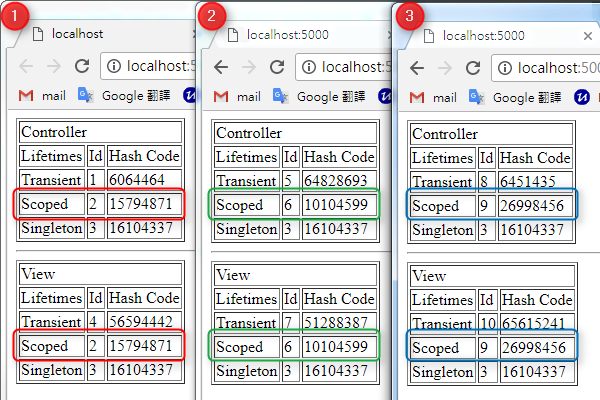 1
localhost
localhost:5
mail Google 翻譯
Controller
Lifetimes Id Hash Code
Transient 1 6064464
Scoped 2 15794871
Singleton 3 16104337
View
Lifetimes Id Hash Code
Transient 4 56594442
Scoped 2 15794871
Singleton 3 16104337
2
localhost:5000
localhost:5
mail Google 翻譯
Controller
Lifetimes Id Hash Code
Transient 5 64828693
Scoped 6 10104599
Singleton 3 16104337
View
Lifetimes Id Hash Code
Transient 7 51288387
Scoped 6 10104599
Singleton 3 16104337
3
localhost:5000
localhost:500
mail Google 翻譯
Controller
Lifetimes Id Hash Code
Transient 8 6451435
Scoped 9 26998456
Singleton 3 16104337
View
Lifetimes Id Hash Code
Transient 10 65615241
Scoped 9 26998456
Singleton 3 16104337